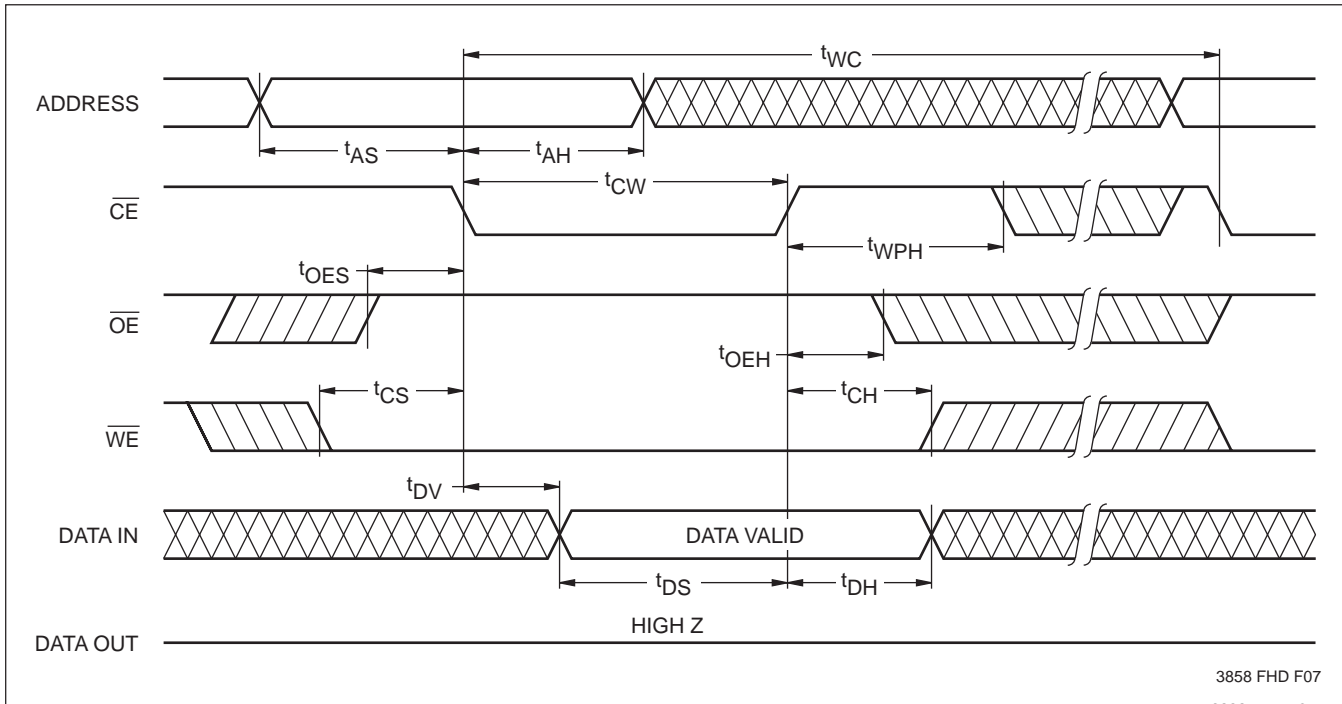 tWC
ADDRESS
tAS
tAH
tCW
CE
tWPH
tOES
OE
tOEH
tCS
tCH
WE
tDV
DATA IN
DATA VALID
tDS
tDH
HIGH Z
DATA OUT
3858 FHD F07